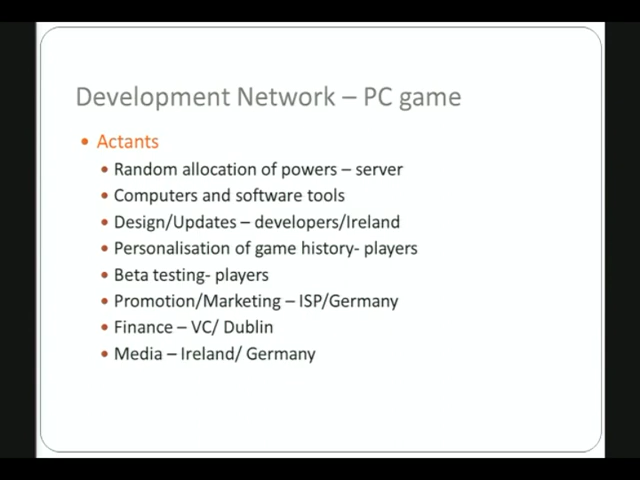 Development Network – PC game
• Actants
• Random allocation of powers – server
• Computers and software tools
• Design/Updates – developers/Ireland
• Personalisation of game history- players
• Beta testing- players
• Promotion/Marketing – ISP/Germany
• Finance – VC/ Dublin
• Media – Ireland/ Germany